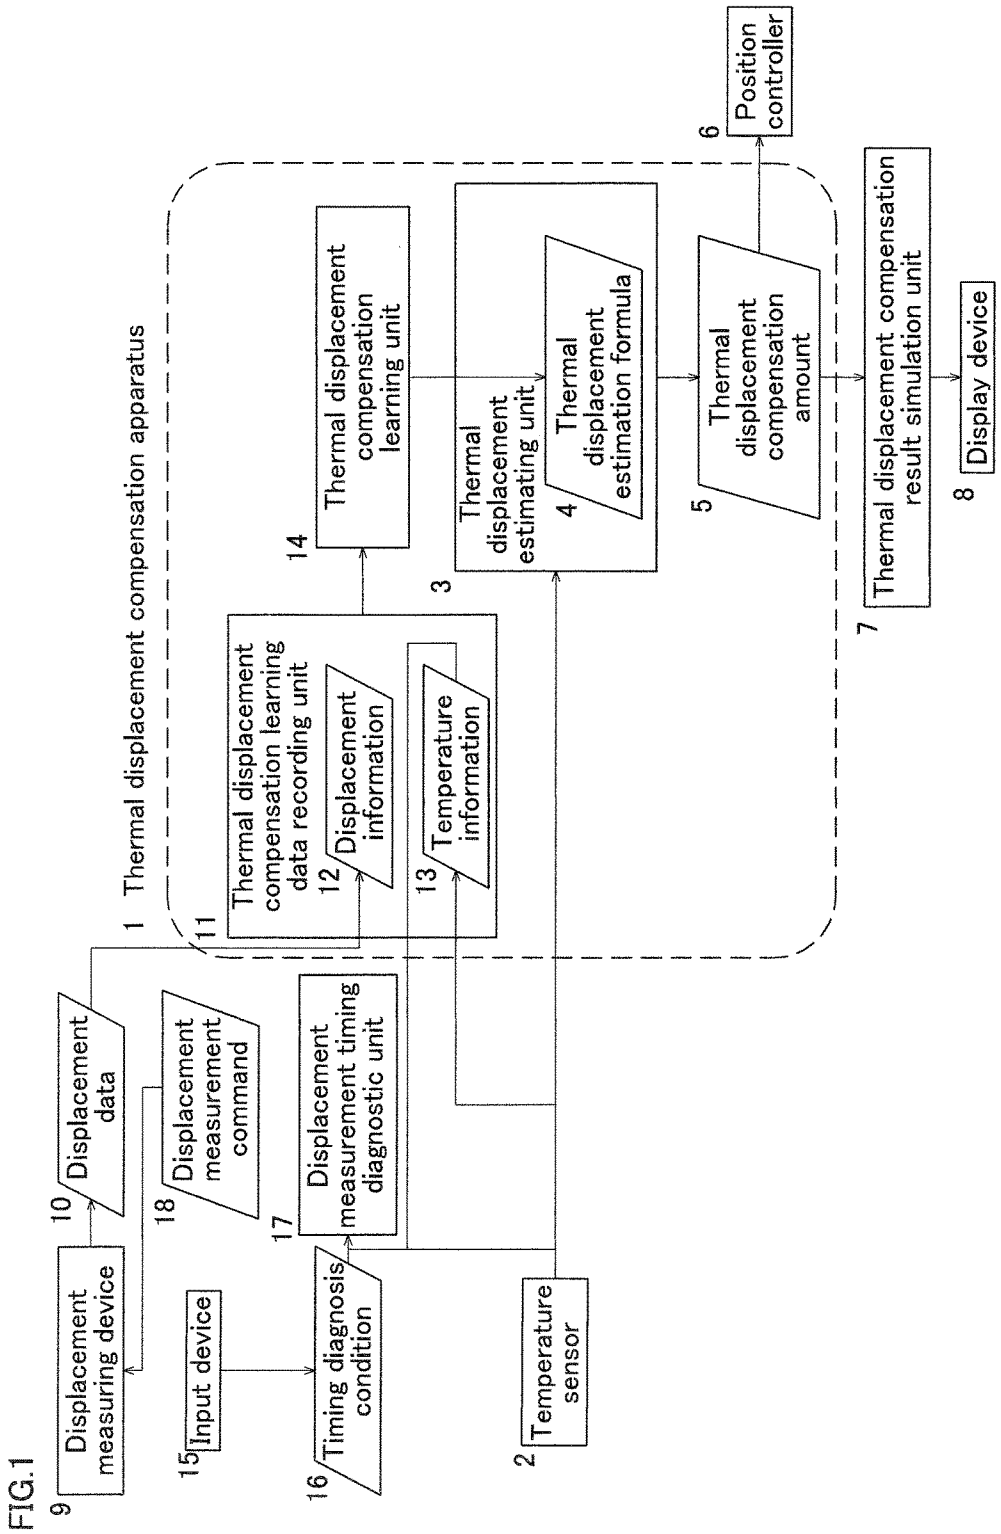 FIG.1
1 Thermal displacement compensation apparatus
9
Displacement
measuring device
10
Displacement
data
18
Displacement
measurement
command
15
Input device
16
Timing diagnosis
condition
17
Displacement
measurement timing
diagnostic unit
2
Temperature
sensor
11
Thermal displacement
compensation learning
data recording unit
12
Displacement
information
13
Temperature
information
14
Thermal displacement
compensation
learning unit
3
Thermal
displacement
estimating unit
4
Thermal
displacement
estimation formula
5
Thermal
displacement
compensation
amount
6
Position
controller
7
Thermal displacement compensation
result simulation unit
8
Display device